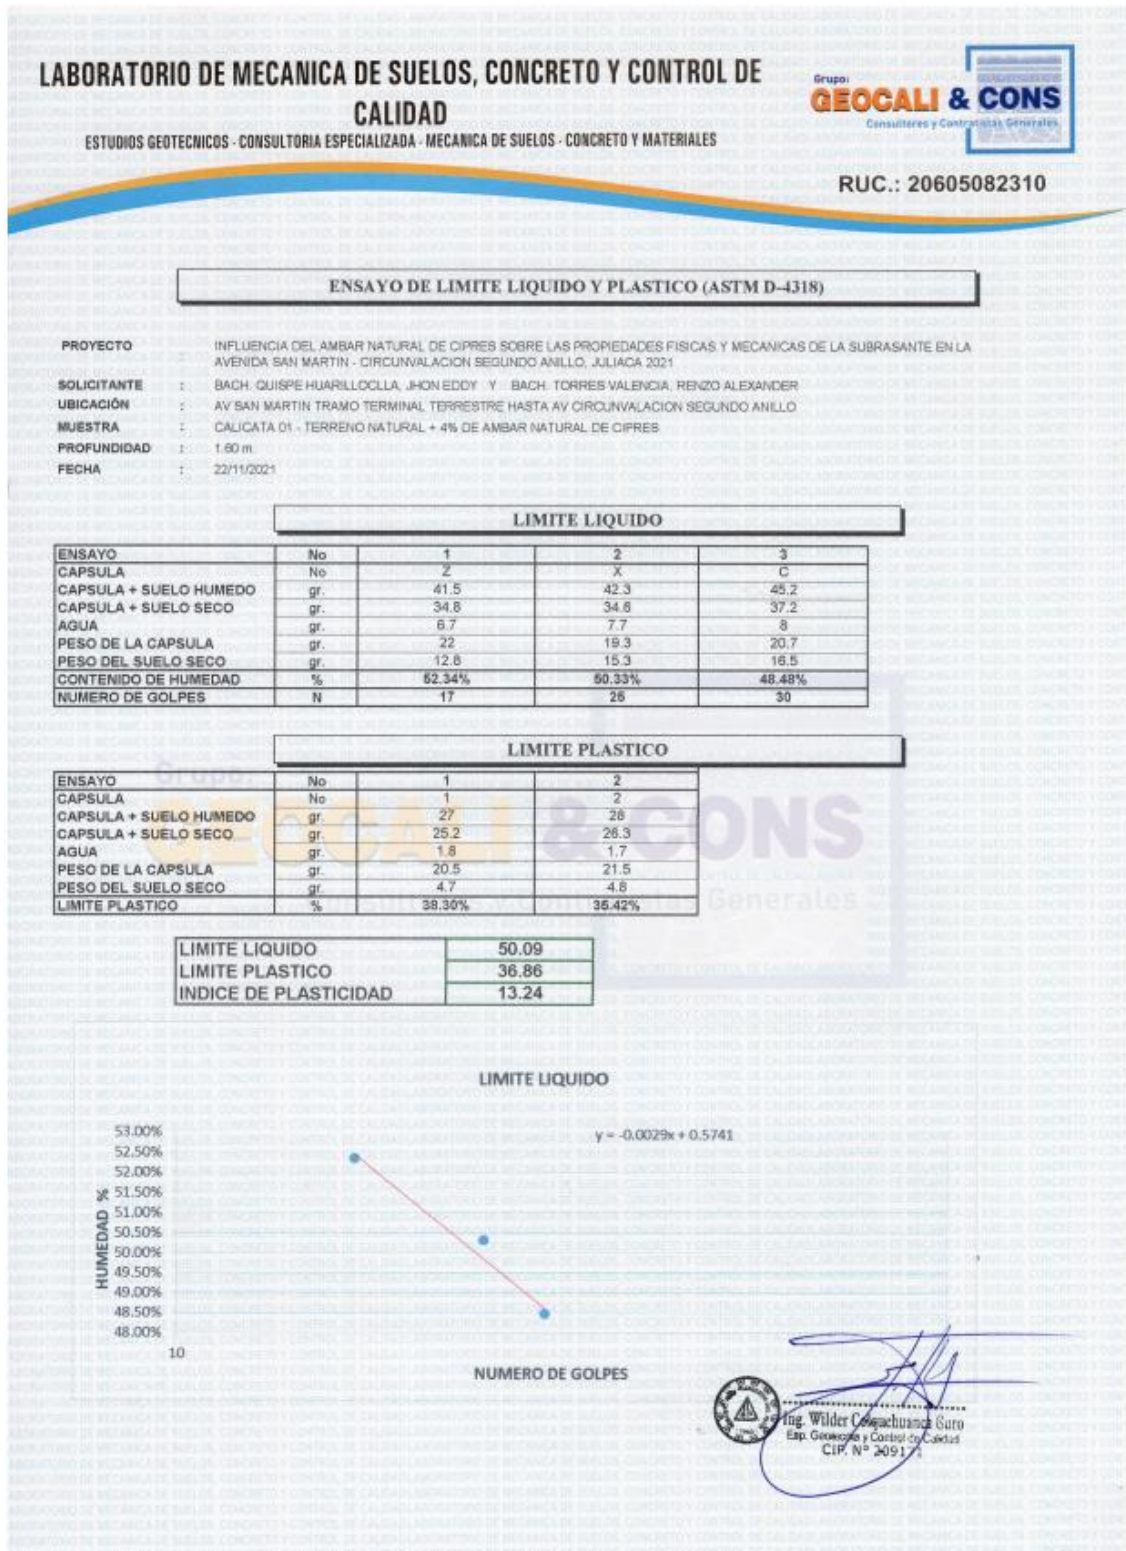 LABORATORIO DE MECANICA DE SUELOS, CONCRETO Y CONTROL DE
CALIDAD
ESTUDIOS GEOTECNICOS - CONSULTORIA ESPECIALIZADA - MECANICA DE SUELOS - CONCRETO Y MATERIALES
Grupo:
GEOCALI & CONS
Consultores y Contratistas Generales
RUC.: 20605082310
ENSAYO DE LIMITE LIQUIDO Y PLASTICO (ASTM D-4318)
PROYECTO : INFLUENCIA DEL AMBAR NATURAL DE CIPRES SOBRE LAS PROPIEDADES FISICAS Y MECANICAS DE LA SUBRASANTE EN LA
AVENIDA SAN MARTIN - CIRCUNVALACION SEGUNDO ANILLO, JULIACA 2021
SOLICITANTE : BACH. QUISPE HUARILLOCLLA, JHON EDDY Y BACH. TORRES VALENCIA, RENZO ALEXANDER
UBICACIÓN : AV SAN MARTIN TRAMO TERMINAL TERRESTRE HASTA AV CIRCUNVALACION SEGUNDO ANILLO
MUESTRA : CALICATA 01 - TERRENO NATURAL + 4% DE AMBAR NATURAL DE CIPRES
PROFUNDIDAD : 1.60 m
FECHA : 22/11/2021
LIMITE LIQUIDO
ENSAYO No 1 2 3
CAPSULA No Z X C
CAPSULA + SUELO HUMEDO gr. 41.5 42.3 45.2
CAPSULA + SUELO SECO gr. 34.8 34.6 37.2
AGUA gr. 6.7 7.7 8
PESO DE LA CAPSULA gr. 22 19.3 20.7
PESO DEL SUELO SECO gr. 12.8 15.3 16.5
CONTENIDO DE HUMEDAD % 52.34% 50.33% 48.48%
NUMERO DE GOLPES N 17 25 30
LIMITE PLASTICO
ENSAYO No 1 2
CAPSULA No 1 2
CAPSULA + SUELO HUMEDO gr. 27 28
CAPSULA + SUELO SECO gr. 25.2 26.3
AGUA gr. 1.8 1.7
PESO DE LA CAPSULA gr. 20.5 21.5
PESO DEL SUELO SECO gr. 4.7 4.8
LIMITE PLASTICO % 38.30% 35.42%
LIMITE LIQUIDO 50.09
LIMITE PLASTICO 36.86
INDICE DE PLASTICIDAD 13.24
LIMITE LIQUIDO
y = -0.0029x + 0.5741
53.00%
52.50%
52.00%
51.50%
51.00%
50.50%
50.00%
49.50%
49.00%
48.50%
48.00%
HUMEDAD %
10
NUMERO DE GOLPES
Ing. Wilder
Esp. Geotecnia y Control de Calidad
CIP. Nº